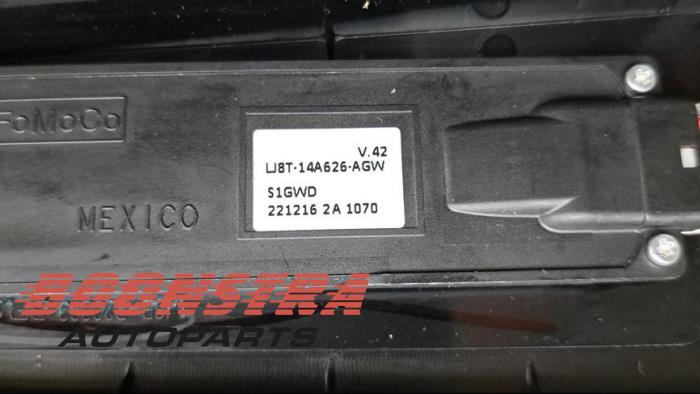 FoMoCo
MEXICO
V.42
LJ8T-14A626-AGW
S1GWD
221216 2A 1070
BOONSTRA
AUTOPARTS